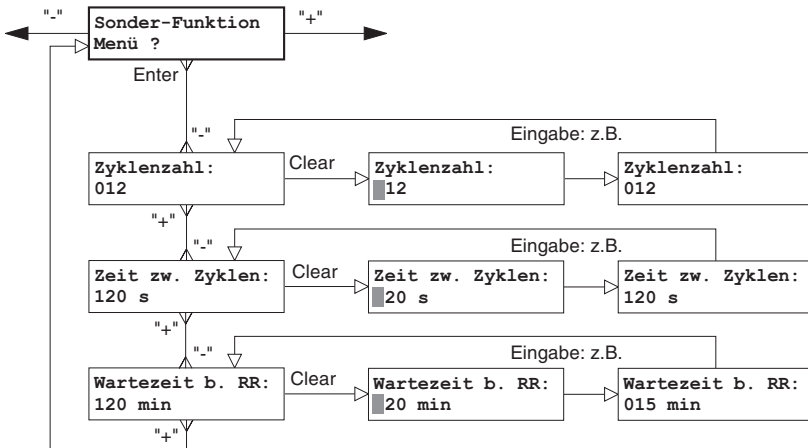 "-"
Sonder-Funktion
Menü ?
"+"
Enter
"-"
Eingabe: z.B.
Zyklenzahl:
012
Clear
Zyklenzahl:
12
Zyklenzahl:
012
"+"
"-"
Eingabe: z.B.
Zeit zw. Zyklen:
120 s
Clear
Zeit zw. Zyklen:
20 s
Zeit zw. Zyklen:
120 s
"+"
"-"
Eingabe: z.B.
Wartezeit b. RR:
120 min
Clear
Wartezeit b. RR:
20 min
Wartezeit b. RR:
015 min
"+"